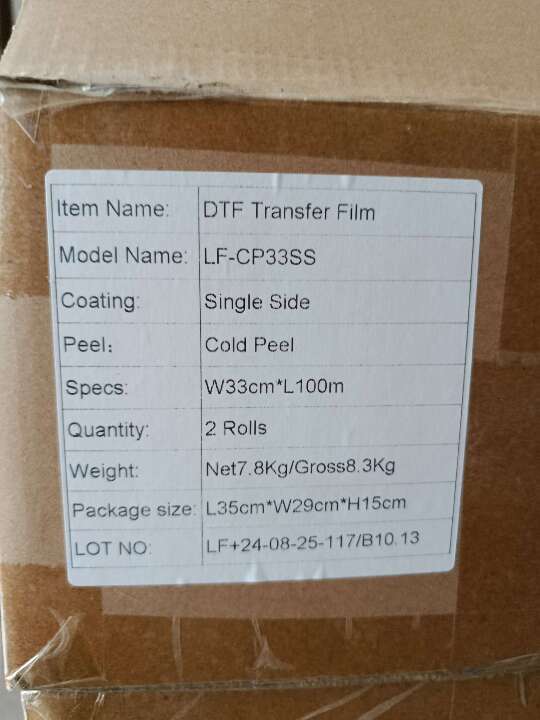 Item Name: DTF Transfer Film
Model Name: LF-CP33SS
Coating: Single Side
Peel: Cold Peel
Specs: W33cm*L100m
Quantity: 2 Rolls
Weight: Net7.8Kg/Gross8.3Kg
Package size: L35cm*W29cm*H15cm
LOT NO: LF+24-08-25-117/B10.13